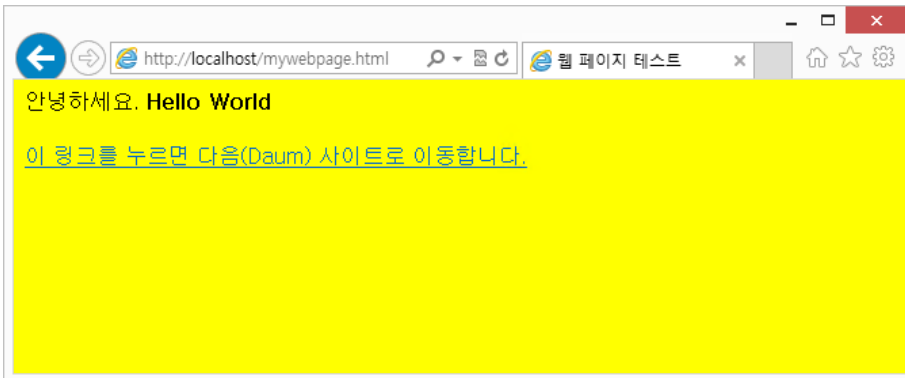 http://localhost/mywebpage.html
웹 페이지 테스트
안녕하세요. Hello World
이 링크를 누르면 다음(Daum) 사이트로 이동합니다.